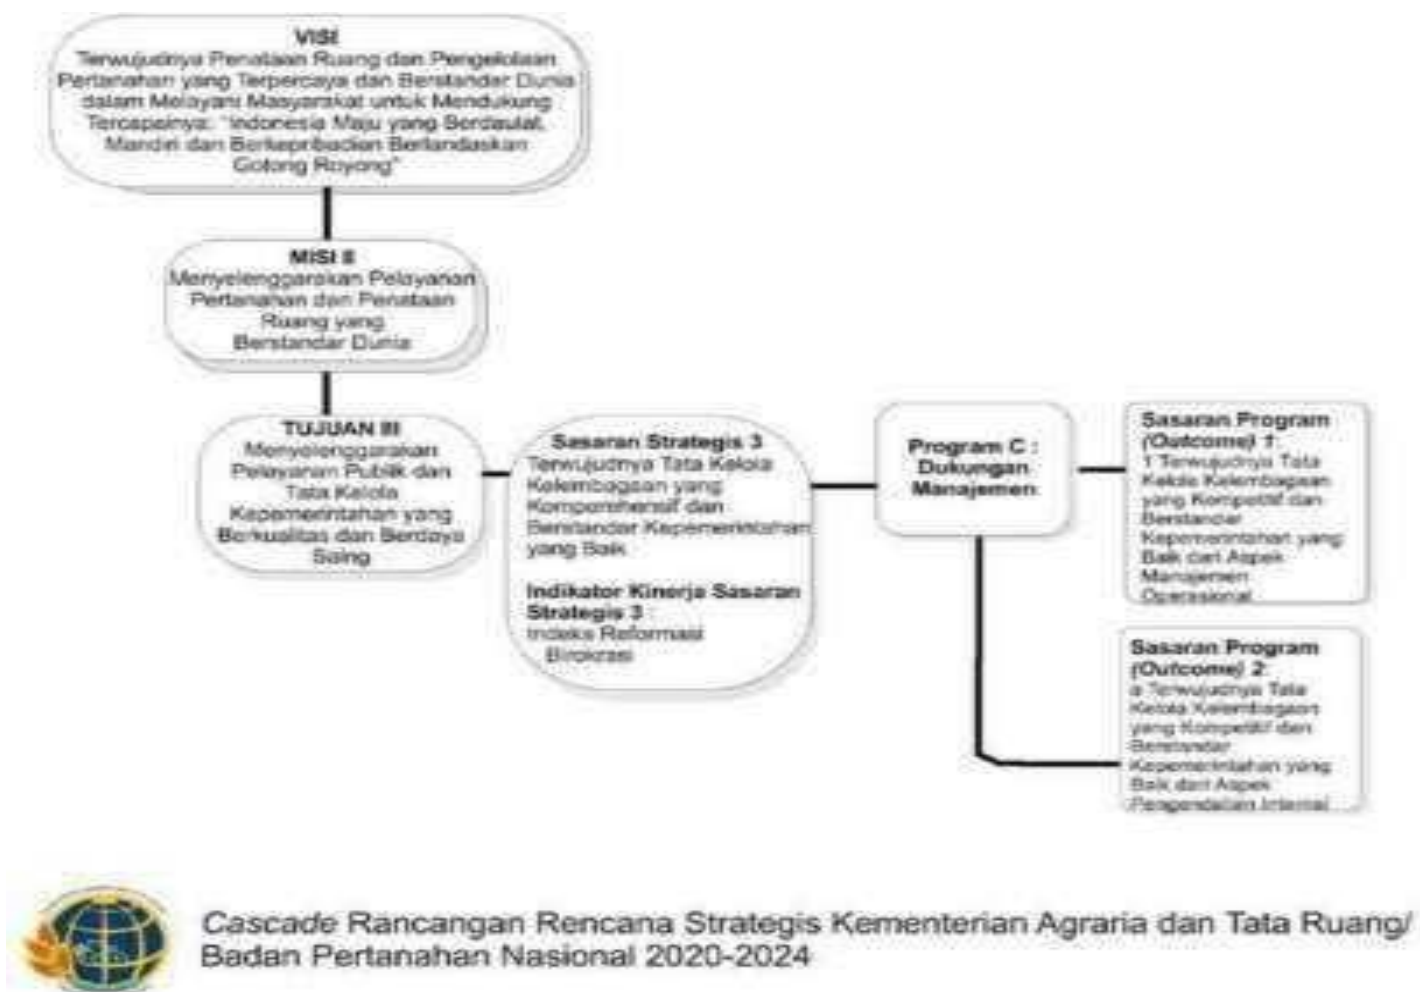 VISI
Terwujudnya Penataan Ruang dan Pengelolaan
Pertanahan yang Terpercaya dan Berstandar Dunia
dalam Melayani Masyarakat untuk Mendukung
Tercapainya: "Indonesia Maju yang Berdaulat,
Mandiri dan Berkepribadian Berlandaskan
Gotong Royong"
MISI II
Menyelenggarakan Pelayanan
Pertanahan dan Penataan
Ruang yang
Berstandar Dunia
TUJUAN III
Menyelenggarakan
Pelayanan Publik dan
Tata Kelola
Kepemerintahan yang
Berkualitas dan Berdaya
Saing
Sasaran Strategis 3
Terwujudnya Tata Kelola
Kelembagaan yang
Komporehensif dan
Berstandar Kepemerintahan
yang Baik
Indikator Kinerja Sasaran
Strategis 3 :
Indeks Reformasi
Birokrasi
Program C :
Dukungan
Manajemen
Sasaran Program
(Outcome) 1:
1 Terwujudnya Tata
Kelola Kelembagaan
yang Kompetitif dan
Berstandar
Kepemerintahan yang
Baik dari Aspek
Manajemen
Operasional
Sasaran Program
(Outcome) 2:
a Terwujudnya Tata
Kelola Kelembagaan
yang Kompetitif dan
Berstandar
Kepemerintahan yang
Baik dari Aspek
Pengendalian Internal
Cascade Rancangan Rencana Strategis Kementerian Agraria dan Tata Ruang/
Badan Pertanahan Nasional 2020-2024